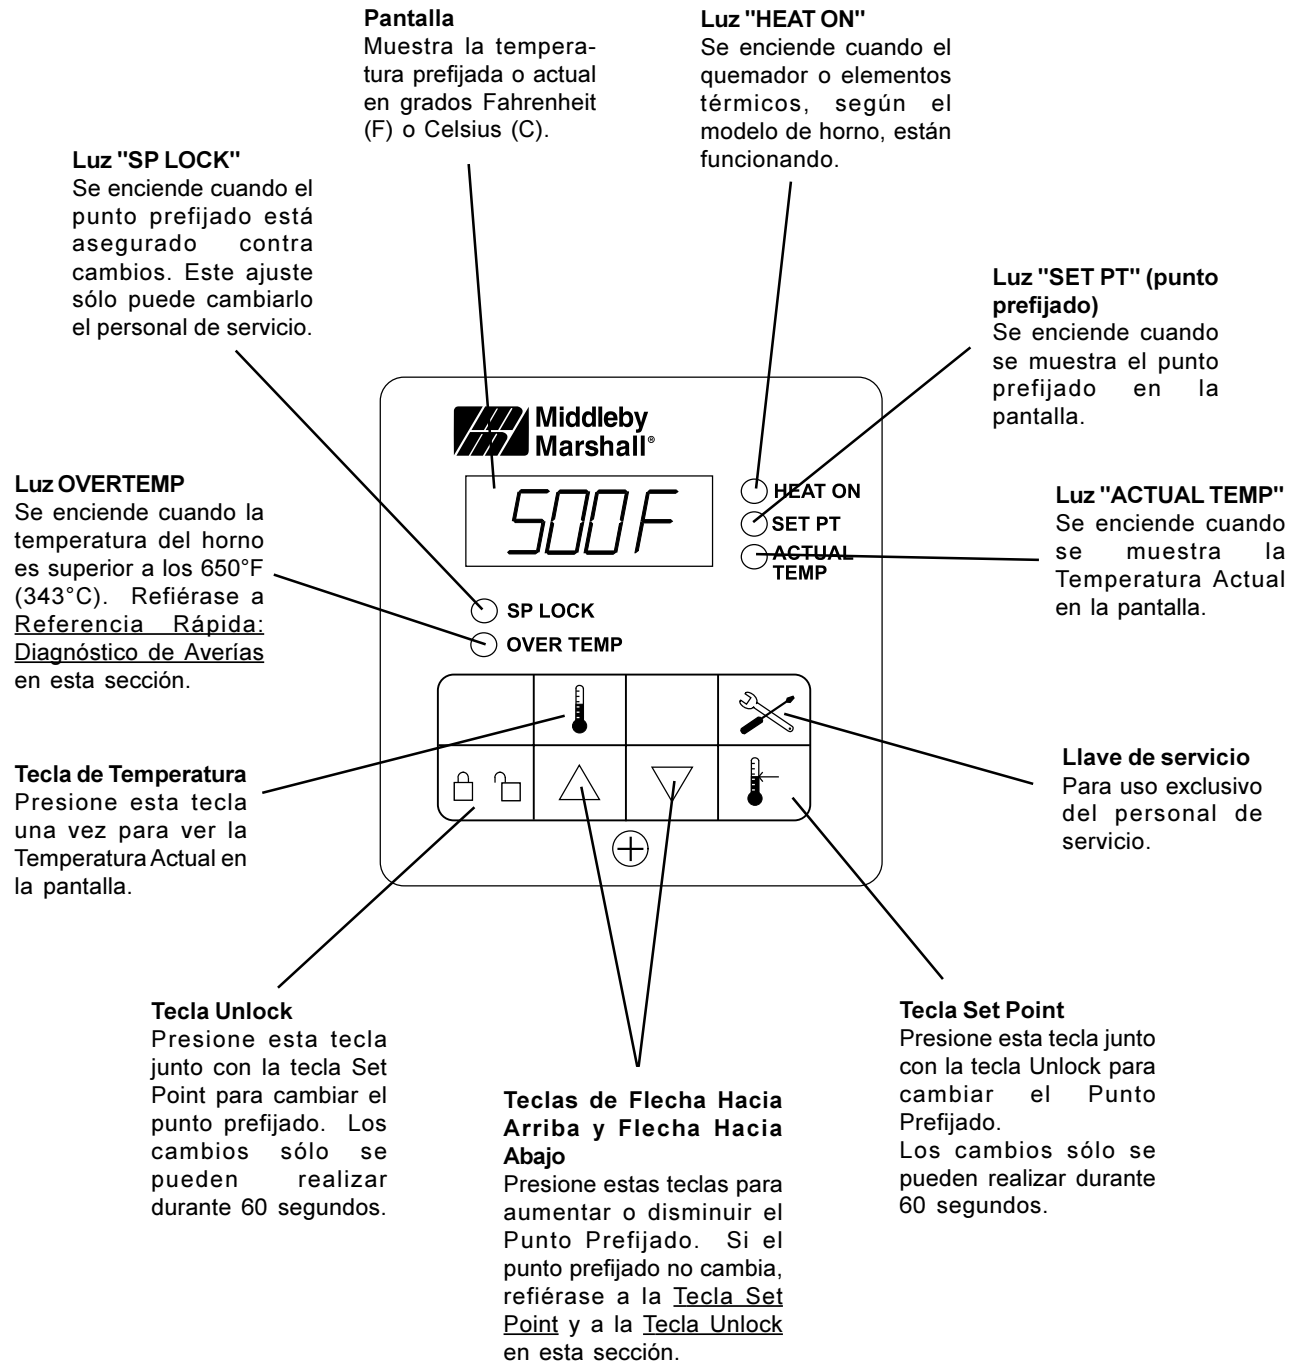 Pantalla
Muestra la tempera-
tura prefijada o actual
en grados Fahrenheit
(F) o Celsius (C).
Luz "HEAT ON"
Se enciende cuando el
quemador o elementos
térmicos, según el
modelo de horno, están
funcionando.
Luz "SP LOCK"
Se enciende cuando el
punto prefijado está
asegurado contra
cambios. Este ajuste
sólo puede cambiarlo
el personal de servicio.
Luz "SET PT" (punto
prefijado)
Se enciende cuando
se muestra el punto
prefijado en la
pantalla.
Luz OVERTEMP
Se enciende cuando la
temperatura del horno
es superior a los 650°F
(343°C). Refiérase a
Referencia Rápida:
Diagnóstico de Averías
en esta sección.
Middleby
Marshall®
500F
HEAT ON
SET PT
ACTUAL
TEMP
SP LOCK
OVER TEMP
Luz "ACTUAL TEMP"
Se enciende cuando
se muestra la
Temperatura Actual
en la pantalla.
Tecla de Temperatura
Presione esta tecla
una vez para ver la
Temperatura Actual en
la pantalla.
Llave de servicio
Para uso exclusivo
del personal de
servicio.
Tecla Unlock
Presione esta tecla
junto con la tecla Set
Point para cambiar el
punto prefijado. Los
cambios sólo se
pueden realizar
durante 60 segundos.
Teclas de Flecha Hacia
Arriba y Flecha Hacia
Abajo
Presione estas teclas para
aumentar o disminuir el
Punto Prefijado. Si el
punto prefijado no cambia,
refiérase a la Tecla Set
Point y a la Tecla Unlock
en esta sección.
Tecla Set Point
Presione esta tecla junto
con la tecla Unlock para
cambiar el Punto
Prefijado.
Los cambios sólo se
pueden realizar durante
60 segundos.